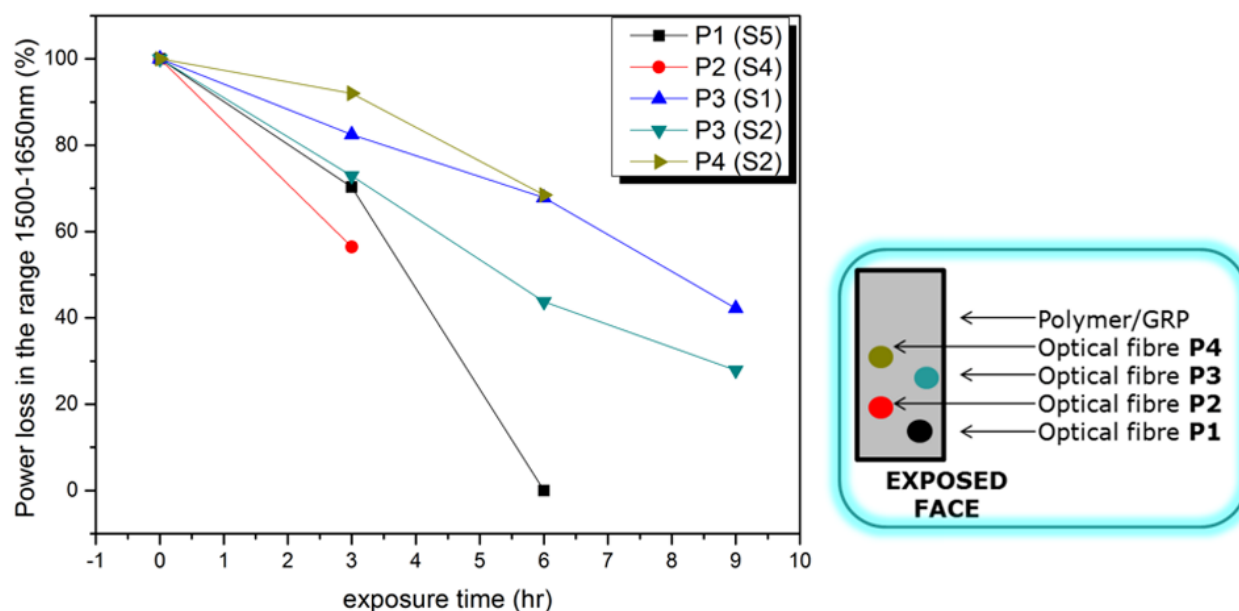 Power loss in the range 1500-1650nm (%)
100
80
60
40
20
0
-1 0 1 2 3 4 5 6 7 8 9 10
exposure time (hr)
P1 (S5)
P2 (S4)
P3 (S1)
P3 (S2)
P4 (S2)
Polymer/GRP
Optical fibre P4
Optical fibre P3
Optical fibre P2
Optical fibre P1
EXPOSED
FACE